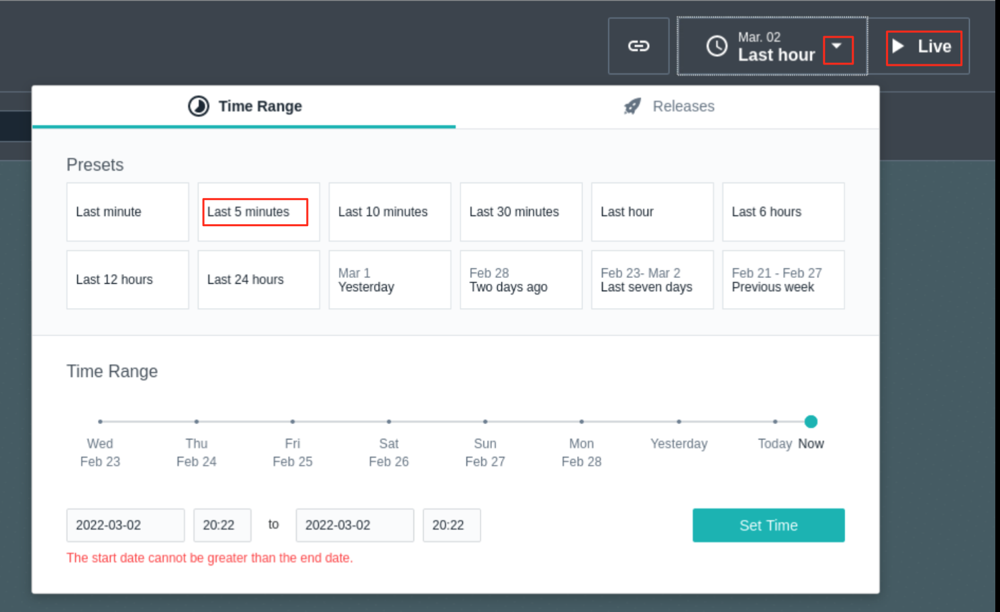 Mar. 02
Last hour
Live
Time Range
Releases
Presets
Last minute
Last 5 minutes
Last 10 minutes
Last 30 minutes
Last hour
Last 6 hours
Last 12 hours
Last 24 hours
Mar 1
Yesterday
Feb 28
Two days ago
Feb 23- Mar 2
Last seven days
Feb 21 - Feb 27
Previous week
Time Range
Wed
Feb 23
Thu
Feb 24
Fri
Feb 25
Sat
Feb 26
Sun
Feb 27
Mon
Feb 28
Yesterday
Today
Now
2022-03-02 20:22 to 2022-03-02 20:22
Set Time
The start date cannot be greater than the end date.